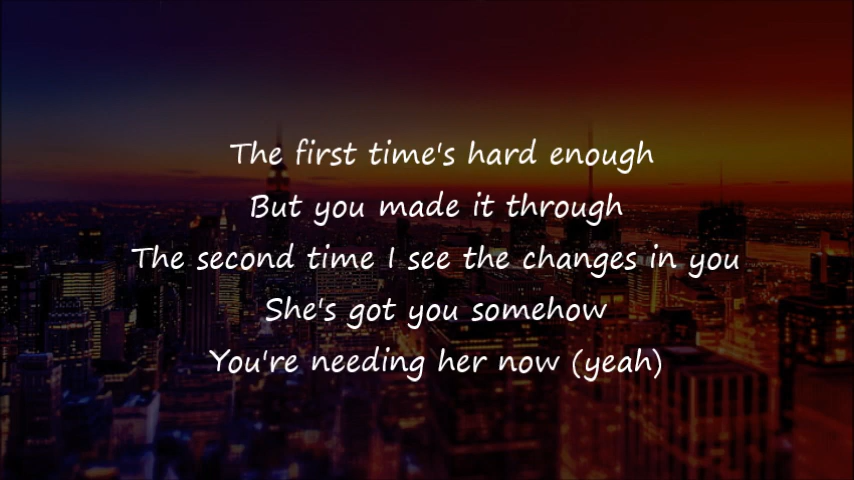 The first time's hard enough
But you made it through
The second time I see the changes in you
She's got you somehow
You're needing her now (yeah)